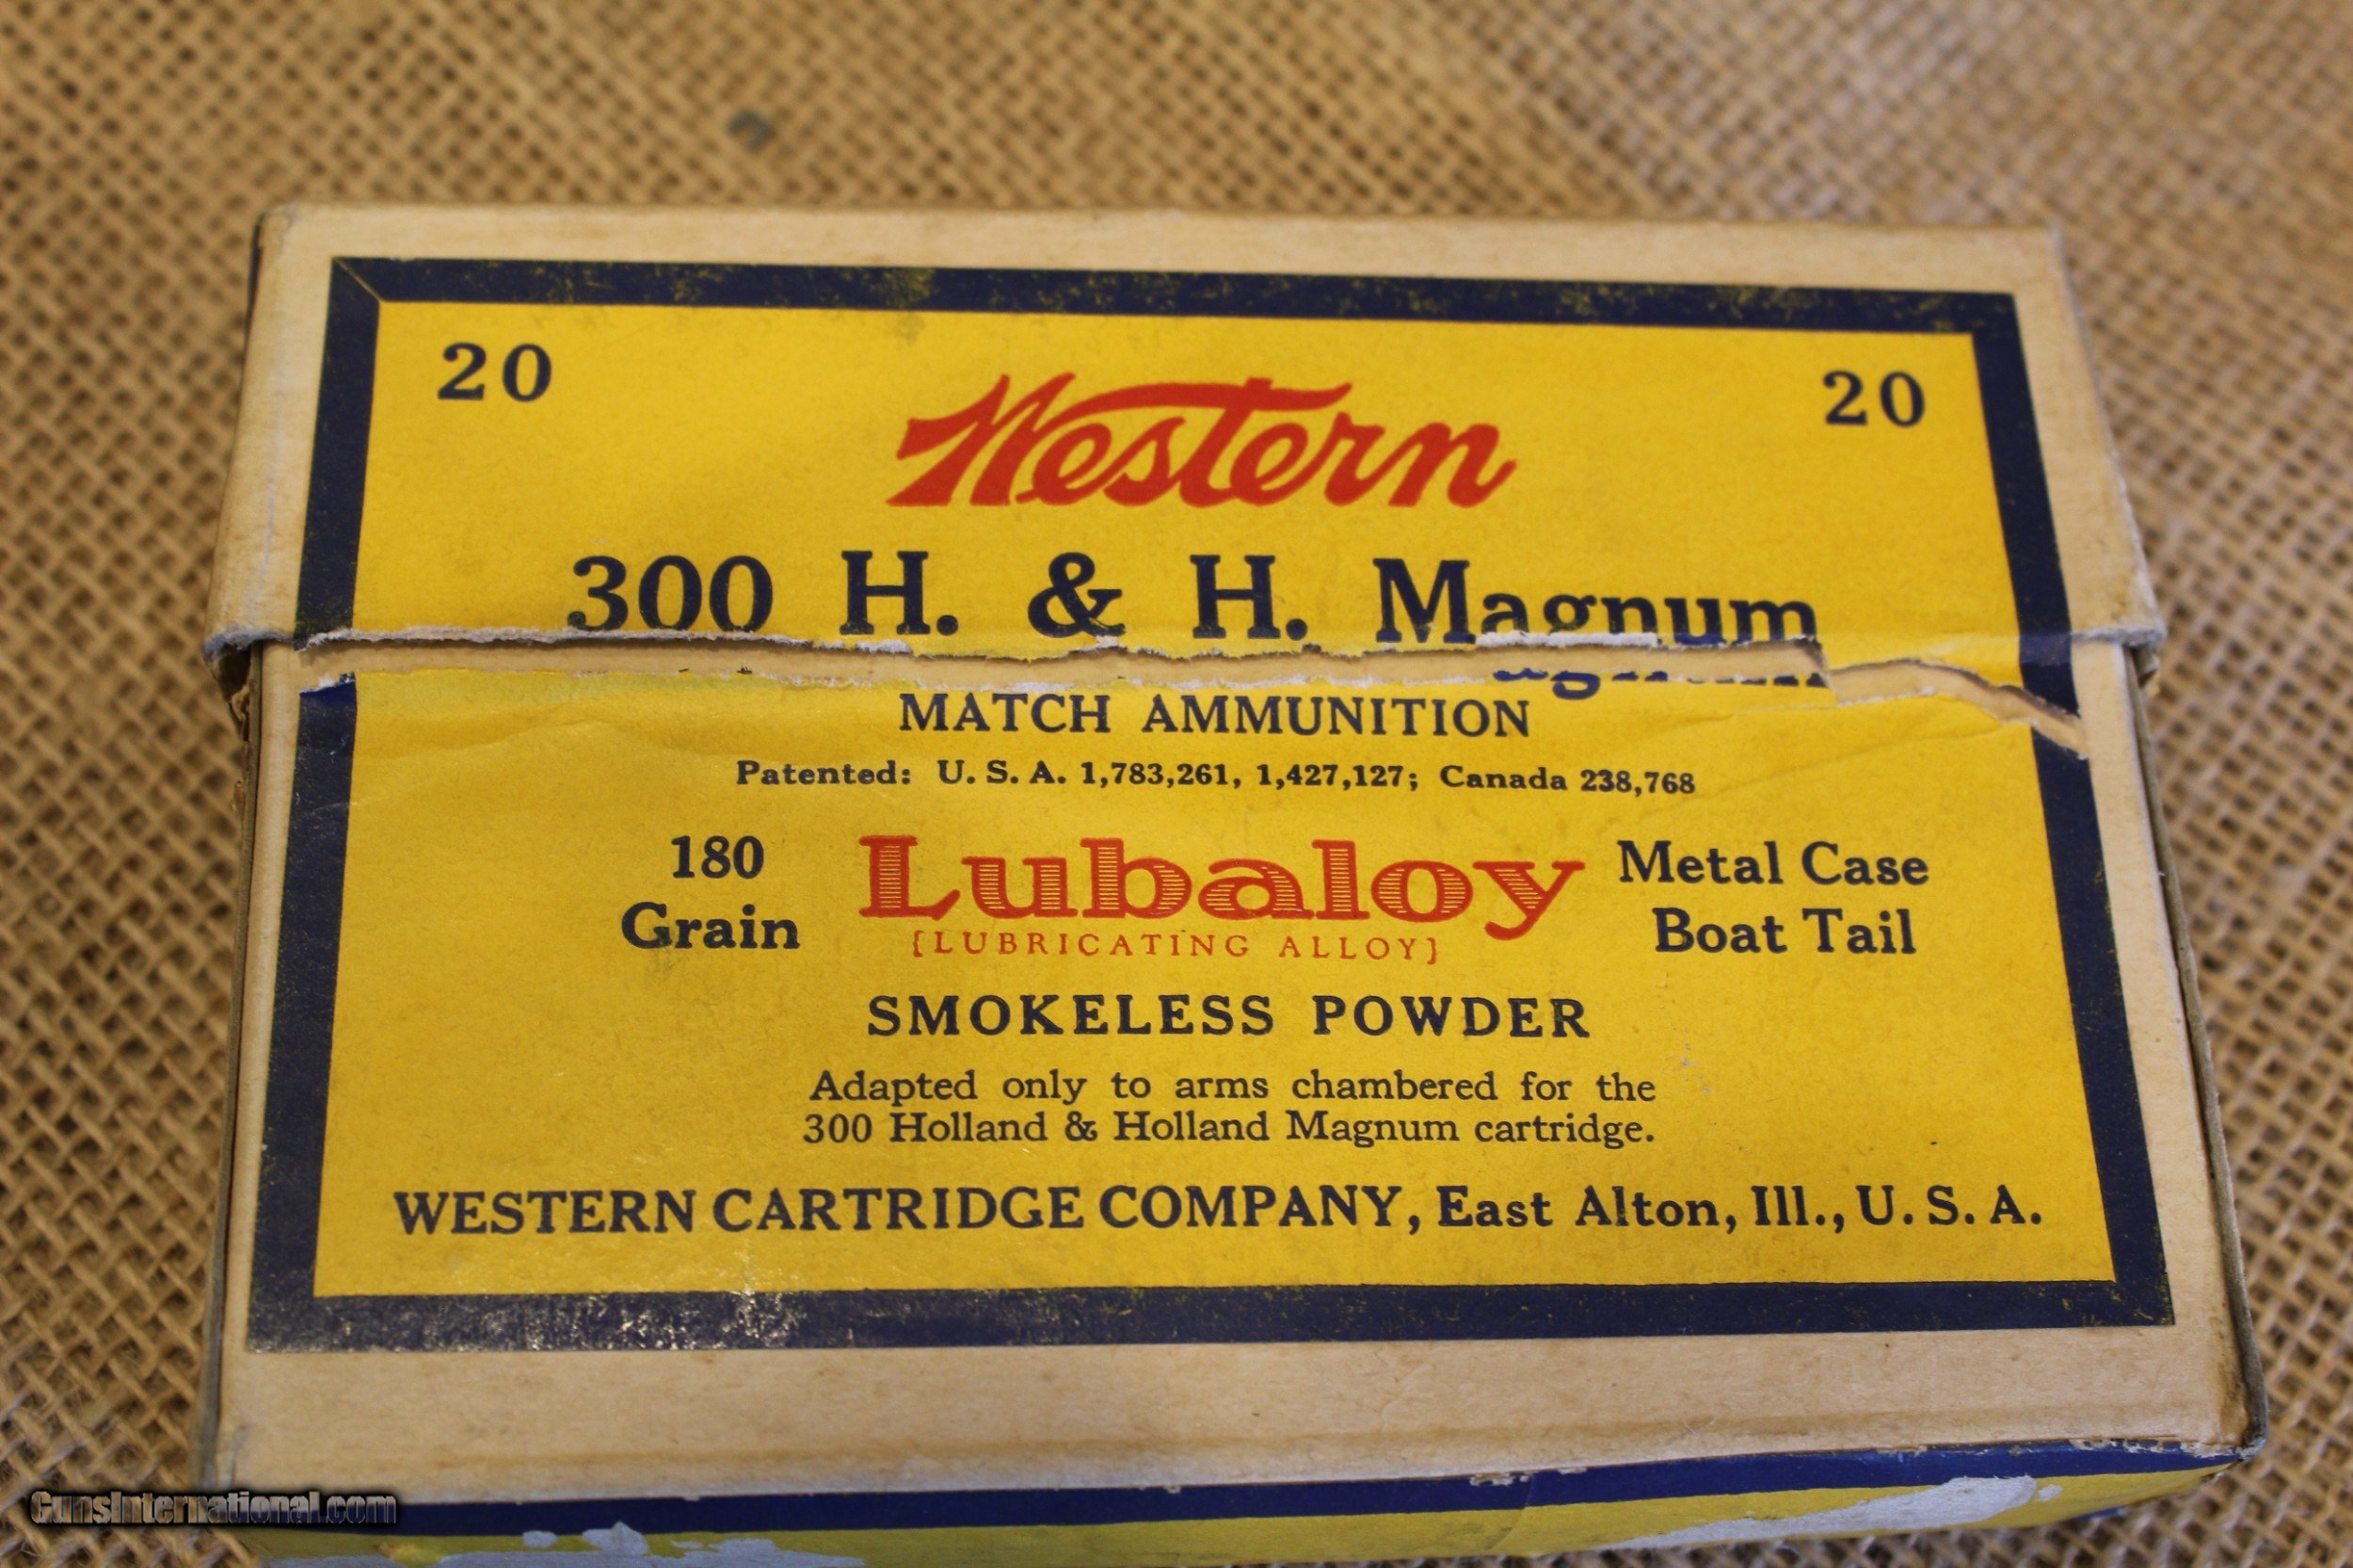 20 Western 20
300 H. & H. Magnum
MATCH AMMUNITION
Patented: U. S. A. 1,783,261, 1,427,127; Canada 238,768
180 Grain
Lubaloy
[LUBRICATING ALLOY]
Metal Case
Boat Tail
SMOKELESS POWDER
Adapted only to arms chambered for the
300 Holland & Holland Magnum cartridge.
WESTERN CARTRIDGE COMPANY, East Alton, Ill., U. S. A.
GunsInternational.com